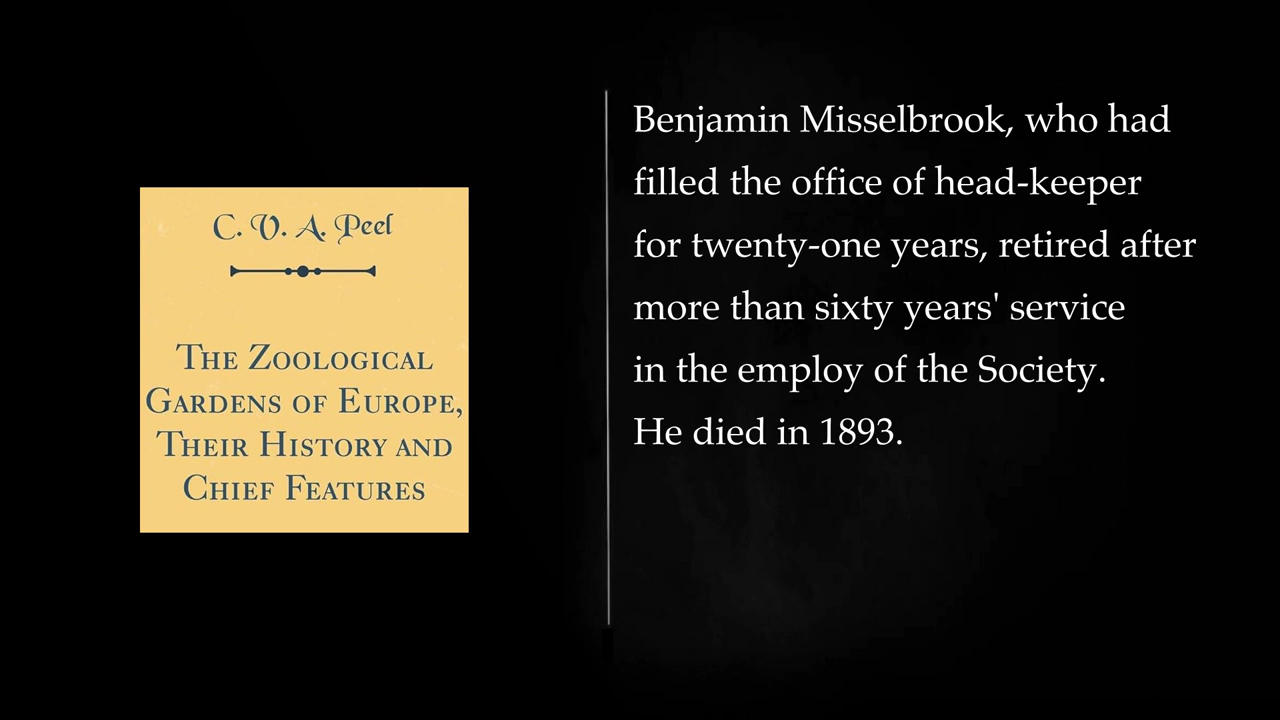 C. V. A. Peel
The Zoological
Gardens of Europe,
Their History and
Chief Features
Benjamin Misselbrook, who had
filled the office of head-keeper
for twenty-one years, retired after
more than sixty years' service
in the employ of the Society.
He died in 1893.